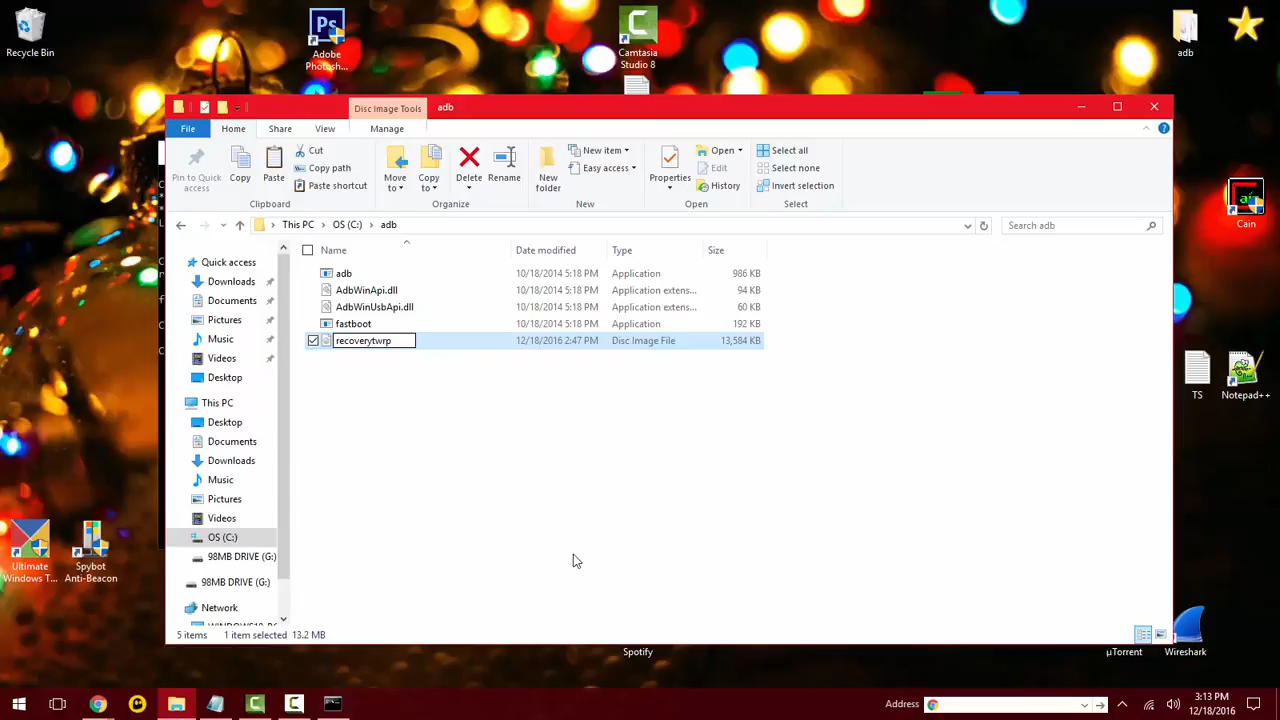 Recycle Bin
Adobe Photosh...
Camtasia Studio 8
adb
Disc Image Tools
adb
File
Home
Share
View
Manage
Pin to Quick access
Copy
Paste
Cut
Copy path
Paste shortcut
Clipboard
Move to
Copy to
Delete
Rename
Organize
New folder
New item
Easy access
New
Properties
Open
Edit
History
Open
Select all
Select none
Invert selection
Select
This PC
OS (C:)
adb
Search adb
Name
Date modified
Type
Size
adb 10/18/2014 5:18 PM Application 986 KB
AdbWinApi.dll 10/18/2014 5:18 PM Application extens... 94 KB
AdbWinUsbApi.dll 10/18/2014 5:18 PM Application extens... 60 KB
fastboot 10/18/2014 5:18 PM Application 192 KB
recoverytwrp 12/18/2016 2:47 PM Disc Image File 13,584 KB
Quick access
Downloads
Documents
Pictures
Music
Videos
Desktop
This PC
Desktop
Documents
Downloads
Music
Pictures
Videos
OS (C:)
98MB DRIVE (G:)
98MB DRIVE (G:)
Network
5 items 1 item selected 13.2 MB
Cain
TS
Notepad++
Ultimate Windows T...
Spybot Anti-Beacon
Spotify
µTorrent
Wireshark
Address
3:13 PM
12/18/2016